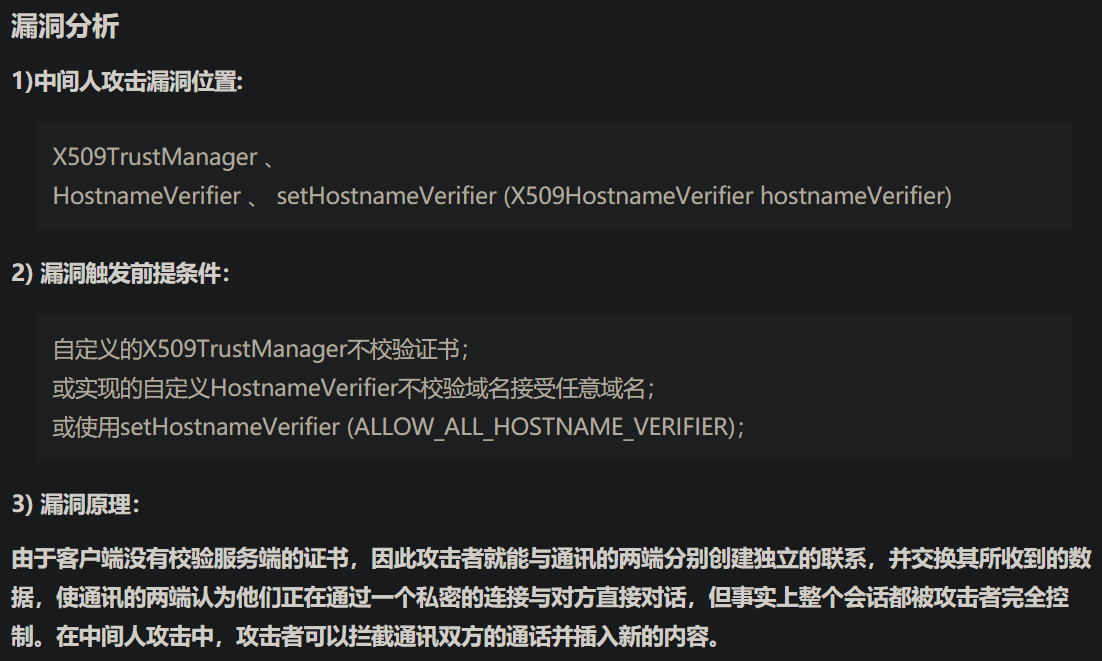 漏洞分析
1)中间人攻击漏洞位置:
X509TrustManager 、
HostnameVerifier 、 setHostnameVerifier (X509HostnameVerifier hostnameVerifier)
2) 漏洞触发前提条件：
自定义的X509TrustManager不校验证书；
或实现的自定义HostnameVerifier不校验域名接受任意域名；
或使用setHostnameVerifier (ALLOW_ALL_HOSTNAME_VERIFIER)；
3) 漏洞原理：
由于客户端没有校验服务端的证书，因此攻击者就能与通讯的两端分别创建独立的联系，并交换其所收到的数
据，使通讯的两端认为他们正在通过一个私密的连接与对方直接对话，但事实上整个会话都被攻击者完全控
制。在中间人攻击中，攻击者可以拦截通讯双方的通话并插入新的内容。